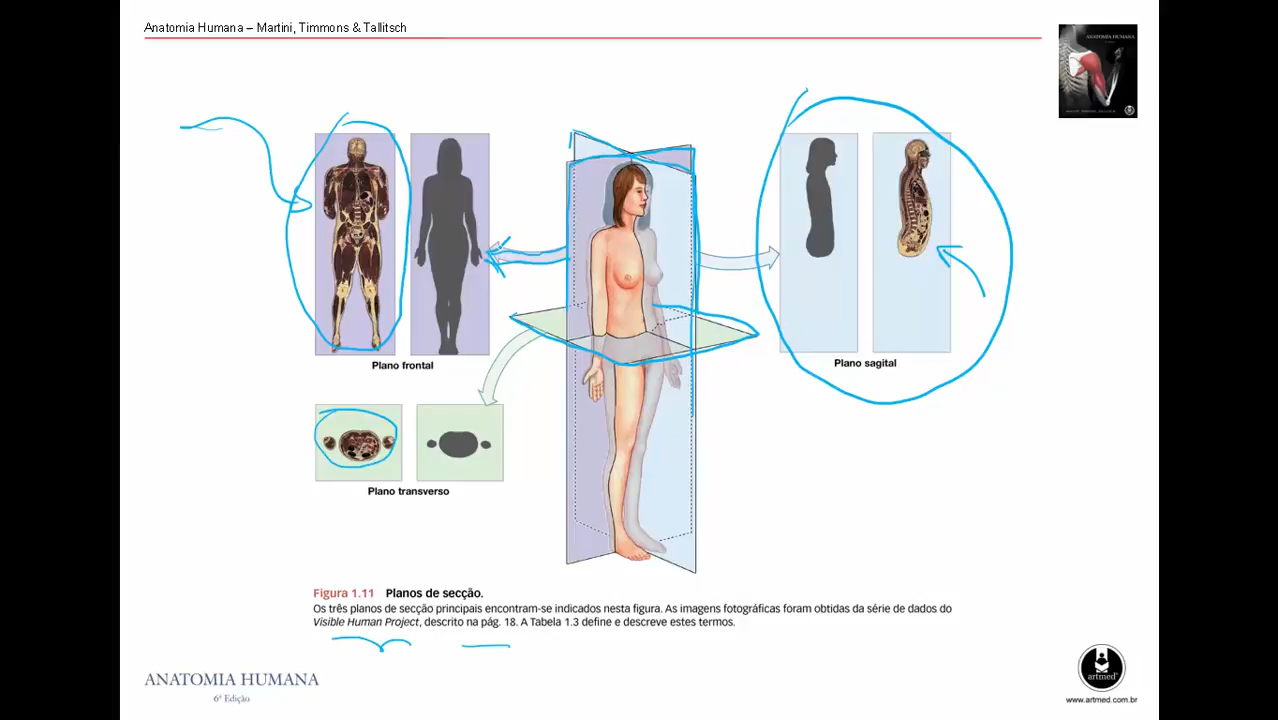 Anatomia Humana – Martini, Timmons & Tallitsch
ANATOMIA HUMANA
Plano frontal
Plano sagital
Plano transverso
Figura 1.11 Planos de secção.
Os três planos de secção principais encontram-se indicados nesta figura. As imagens fotográficas foram obtidas da série de dados do
Visible Human Project, descrito na pág. 18. A Tabela 1.3 define e descreve estes termos.
ANATOMIA HUMANA
6ª Edição
artmed
www.artmed.com.br